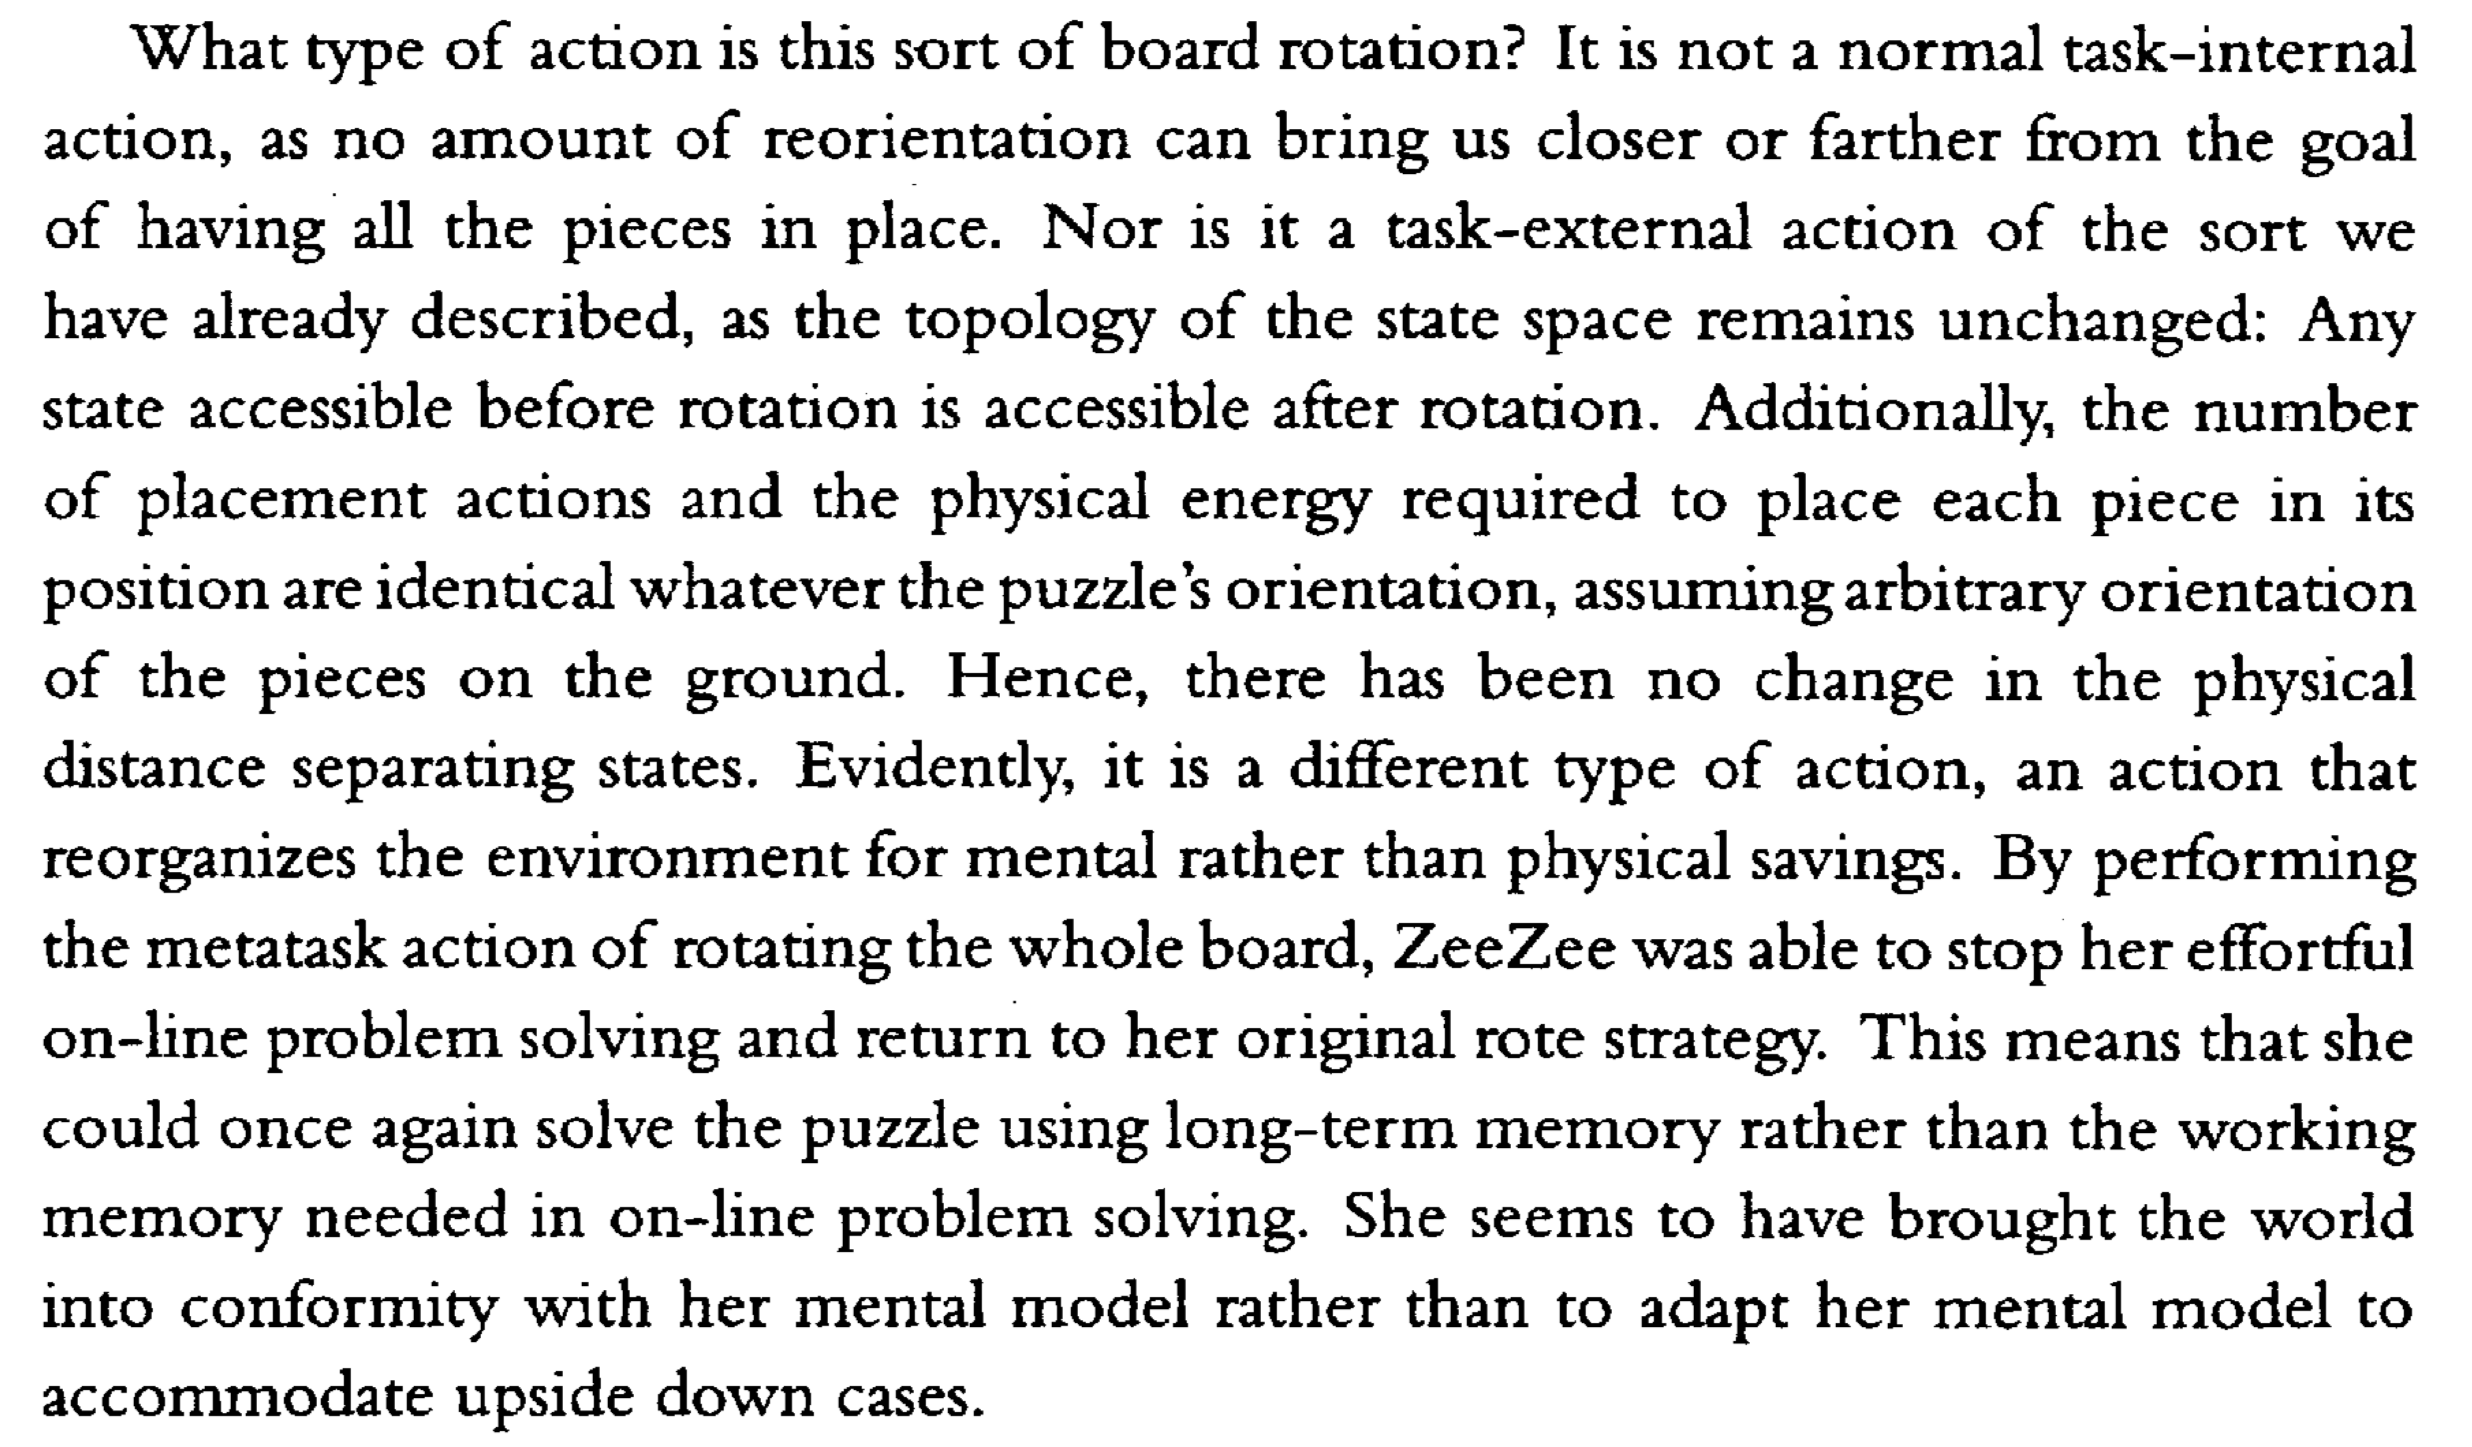 What type of action is this sort of board rotation? It is not a normal task-internal
action, as no amount of reorientation can bring us closer or farther from the goal
of having all the pieces in place. Nor is it a task-external action of the sort we
have already described, as the topology of the state space remains unchanged: Any
state accessible before rotation is accessible after rotation. Additionally, the number
of placement actions and the physical energy required to place each piece in its
position are identical whatever the puzzle's orientation, assuming arbitrary orientation
of the pieces on the ground. Hence, there has been no change in the physical
distance separating states. Evidently, it is a different type of action, an action that
reorganizes the environment for mental rather than physical savings. By performing
the metatask action of rotating the whole board, ZeeZee was able to stop her effortful
on-line problem solving and return to her original rote strategy. This means that she
could once again solve the puzzle using long-term memory rather than the working
memory needed in on-line problem solving. She seems to have brought the world
into conformity with her mental model rather than to adapt her mental model to
accommodate upside down cases.